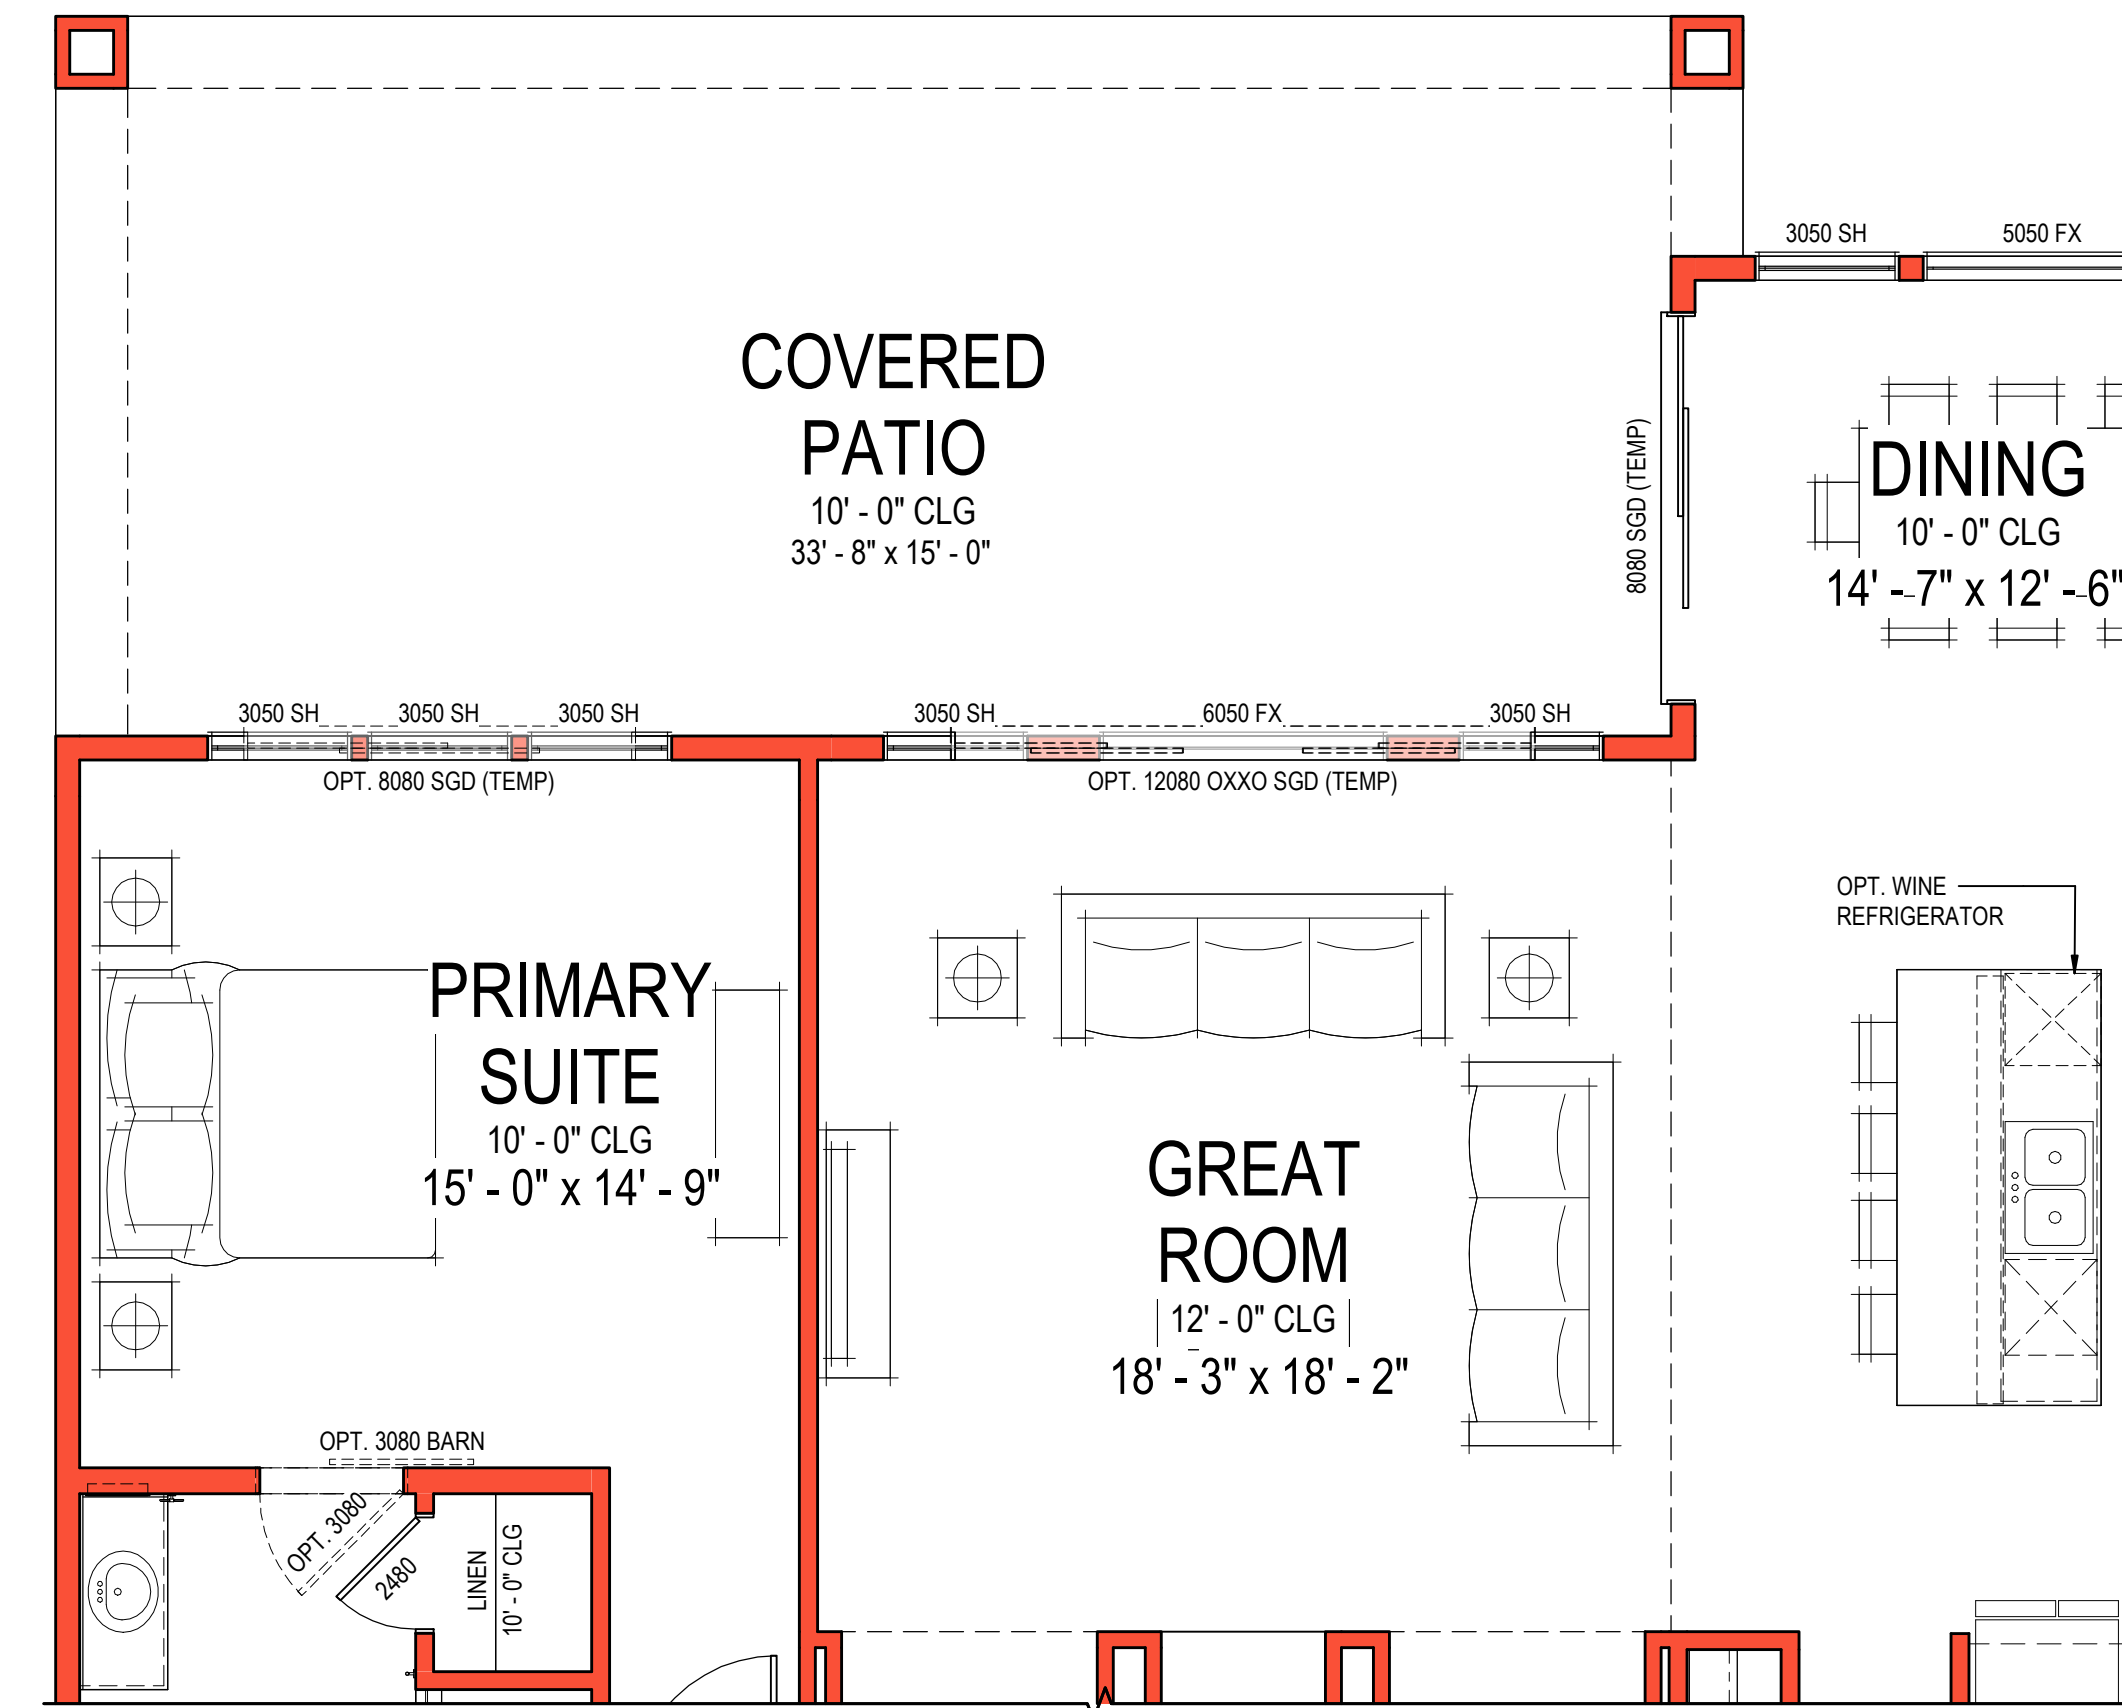 3050 SH
5050 FX
COVERED
PATIO
10' - 0" CLG
33' - 8" x 15' - 0"
8080 SGD (TEMP)
DINING
10' - 0" CLG
14' - 7" x 12' - 6"
3050 SH
3050 SH
3050 SH
3050 SH
6050 FX
3050 SH
OPT. 8080 SGD (TEMP)
OPT. 12080 OXXO SGD (TEMP)
OPT. WINE
REFRIGERATOR
PRIMARY
SUITE
10' - 0" CLG
15' - 0" x 14' - 9"
GREAT
ROOM
12' - 0" CLG
18' - 3" x 18' - 2"
OPT. 3080 BARN
OPT. 3080
2480
LINEN
10' - 0" CLG